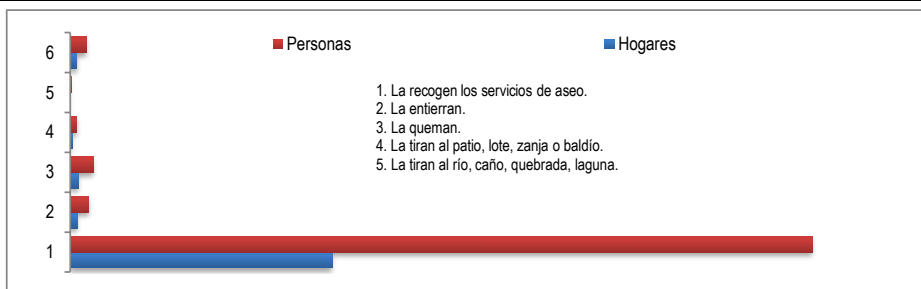 Personas Hogares
6
5
4
3
2
1
1. La recogen los servicios de aseo.
2. La entierran.
3. La queman.
4. La tiran al patio, lote, zanja o baldío.
5. La tiran al río, caño, quebrada, laguna.